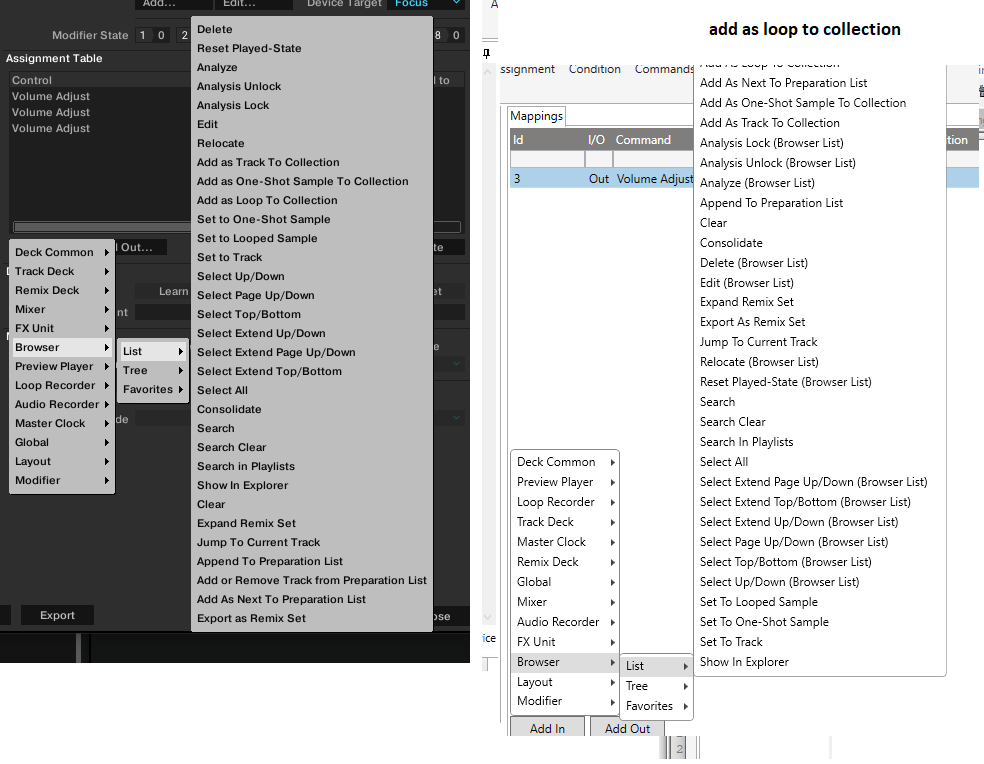 Add...
Edit...
Device Target
Focus
Modifier State
1
0
2
8
0
Assignment Table
Control
d to
Volume Adjust
Volume Adjust
Volume Adjust
d Out...
te
Learn
et
nt
e
de
Export
ose
Deck Common
Track Deck
Remix Deck
Mixer
FX Unit
Browser
Preview Player
Loop Recorder
Audio Recorder
Master Clock
Global
Layout
Modifier
List
Tree
Favorites
Delete
Reset Played-State
Analyze
Analysis Unlock
Analysis Lock
Edit
Relocate
Add as Track To Collection
Add as One-Shot Sample To Collection
Add as Loop To Collection
Set to One-Shot Sample
Set to Looped Sample
Set to Track
Select Up/Down
Select Page Up/Down
Select Top/Bottom
Select Extend Up/Down
Select Extend Page Up/Down
Select Extend Top/Bottom
Select All
Consolidate
Search
Search Clear
Search in Playlists
Show In Explorer
Clear
Expand Remix Set
Jump To Current Track
Append To Preparation List
Add or Remove Track from Preparation List
Add As Next To Preparation List
Export as Remix Set
add as loop to collection
A
ssignment
Condition
Commands
Mappings
Id
I/O
Command
tion
3
Out
Volume Adjust
Deck Common
Preview Player
Loop Recorder
Track Deck
Master Clock
Remix Deck
Global
Mixer
Audio Recorder
FX Unit
Browser
Layout
Modifier
List
Tree
Favorites
Add As Loop To Collection
Add As Next To Preparation List
Add As One-Shot Sample To Collection
Add As Track To Collection
Analysis Lock (Browser List)
Analysis Unlock (Browser List)
Analyze (Browser List)
Append To Preparation List
Clear
Consolidate
Delete (Browser List)
Edit (Browser List)
Expand Remix Set
Export As Remix Set
Jump To Current Track
Relocate (Browser List)
Reset Played-State (Browser List)
Search
Search Clear
Search In Playlists
Select All
Select Extend Page Up/Down (Browser List)
Select Extend Top/Bottom (Browser List)
Select Extend Up/Down (Browser List)
Select Page Up/Down (Browser List)
Select Top/Bottom (Browser List)
Select Up/Down (Browser List)
Set To Looped Sample
Set To One-Shot Sample
Set To Track
Show In Explorer
ice
Add In
Add Out
2